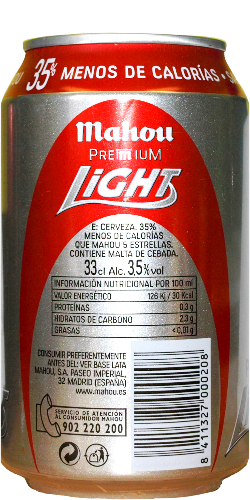 35% MENOS DE CALORÍAS
Mahou
PREMIUM
LiGHT
E: CERVEZA. 35%
MENOS DE CALORÍAS
QUE MAHOU 5 ESTRELLAS.
CONTIENE MALTA DE CEBADA.
33cl Alc. 3,5%vol
INFORMACIÓN NUTRICIONAL POR 100 ml
VALOR ENERGÉTICO 126 Kj / 30 Kcal
PROTEÍNAS 0,3 g
HIDRATOS DE CARBONO 2,3 g
GRASAS < 0,01 g
CONSUMIR PREFERENTEMENTE
ANTES DEL: VER BASE LATA
MAHOU, S.A. PASEO IMPERIAL,
32 MADRID (ESPAÑA)
www.mahou.es
SERVICIO DE ATENCIÓN
AL CONSUMIDOR MAHOU
902 220 200
8 411327 000208